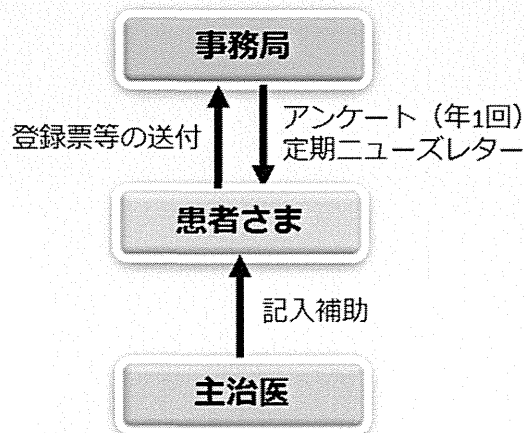 事務局
登録票等の送付
アンケート（年1回）
定期ニューズレター
患者さま
記入補助
主治医